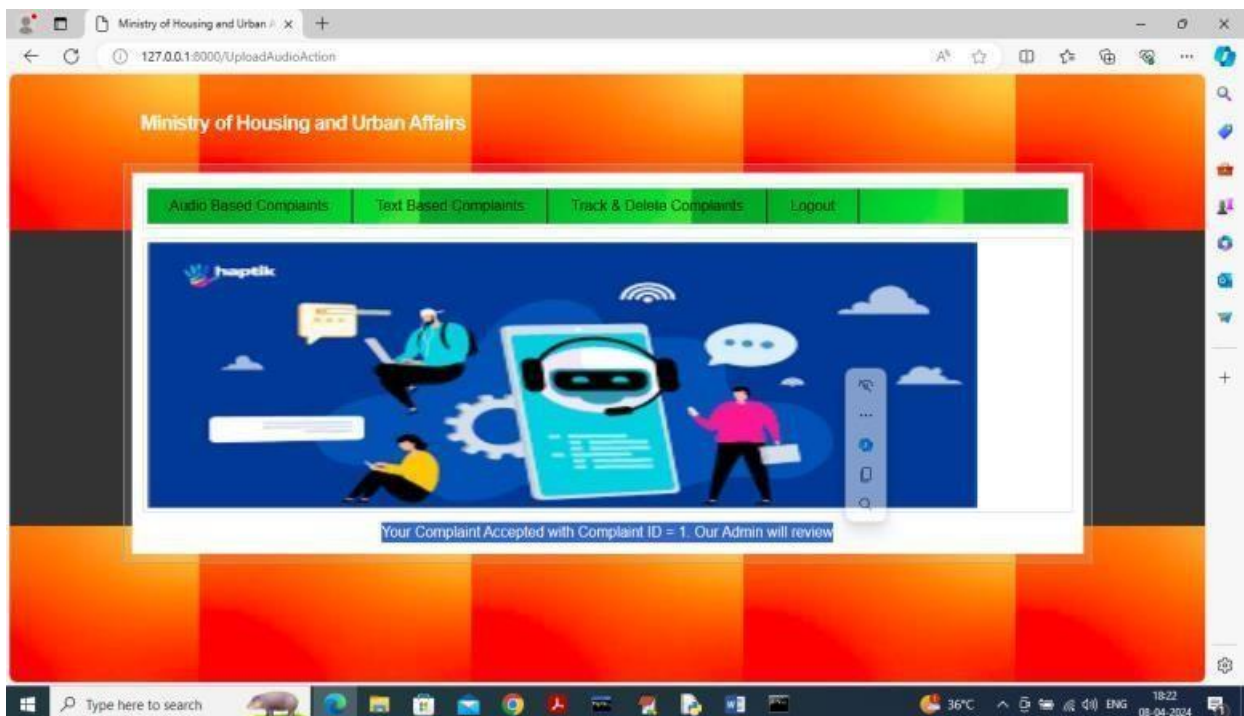 Ministry of Housing and Urban A
127.0.0.1:8000/UploadAudioAction
Ministry of Housing and Urban Affairs
Audio Based Complaints Text Based Complaints Track & Delete Complaints Logout
haptik
Your Complaint Accepted with Complaint ID = 1. Our Admin will review
Type here to search
36°C ENG
18:22
08-04-2024